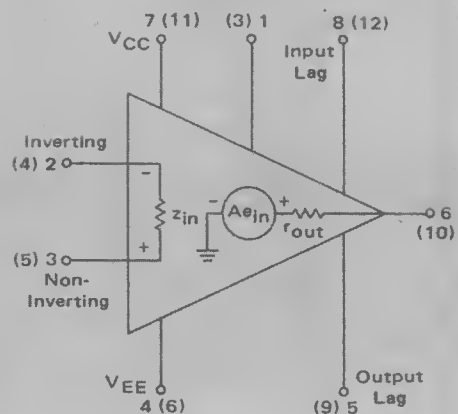 7 (11)
(3) 1
8 (12)
VCC
Input
Lag
Inverting
(4) 2
-
zin
+
(5) 3
Non-
Inverting
-
Aein
+
rout
6
(10)
VEE
4 (6)
Output
Lag
(9) 5